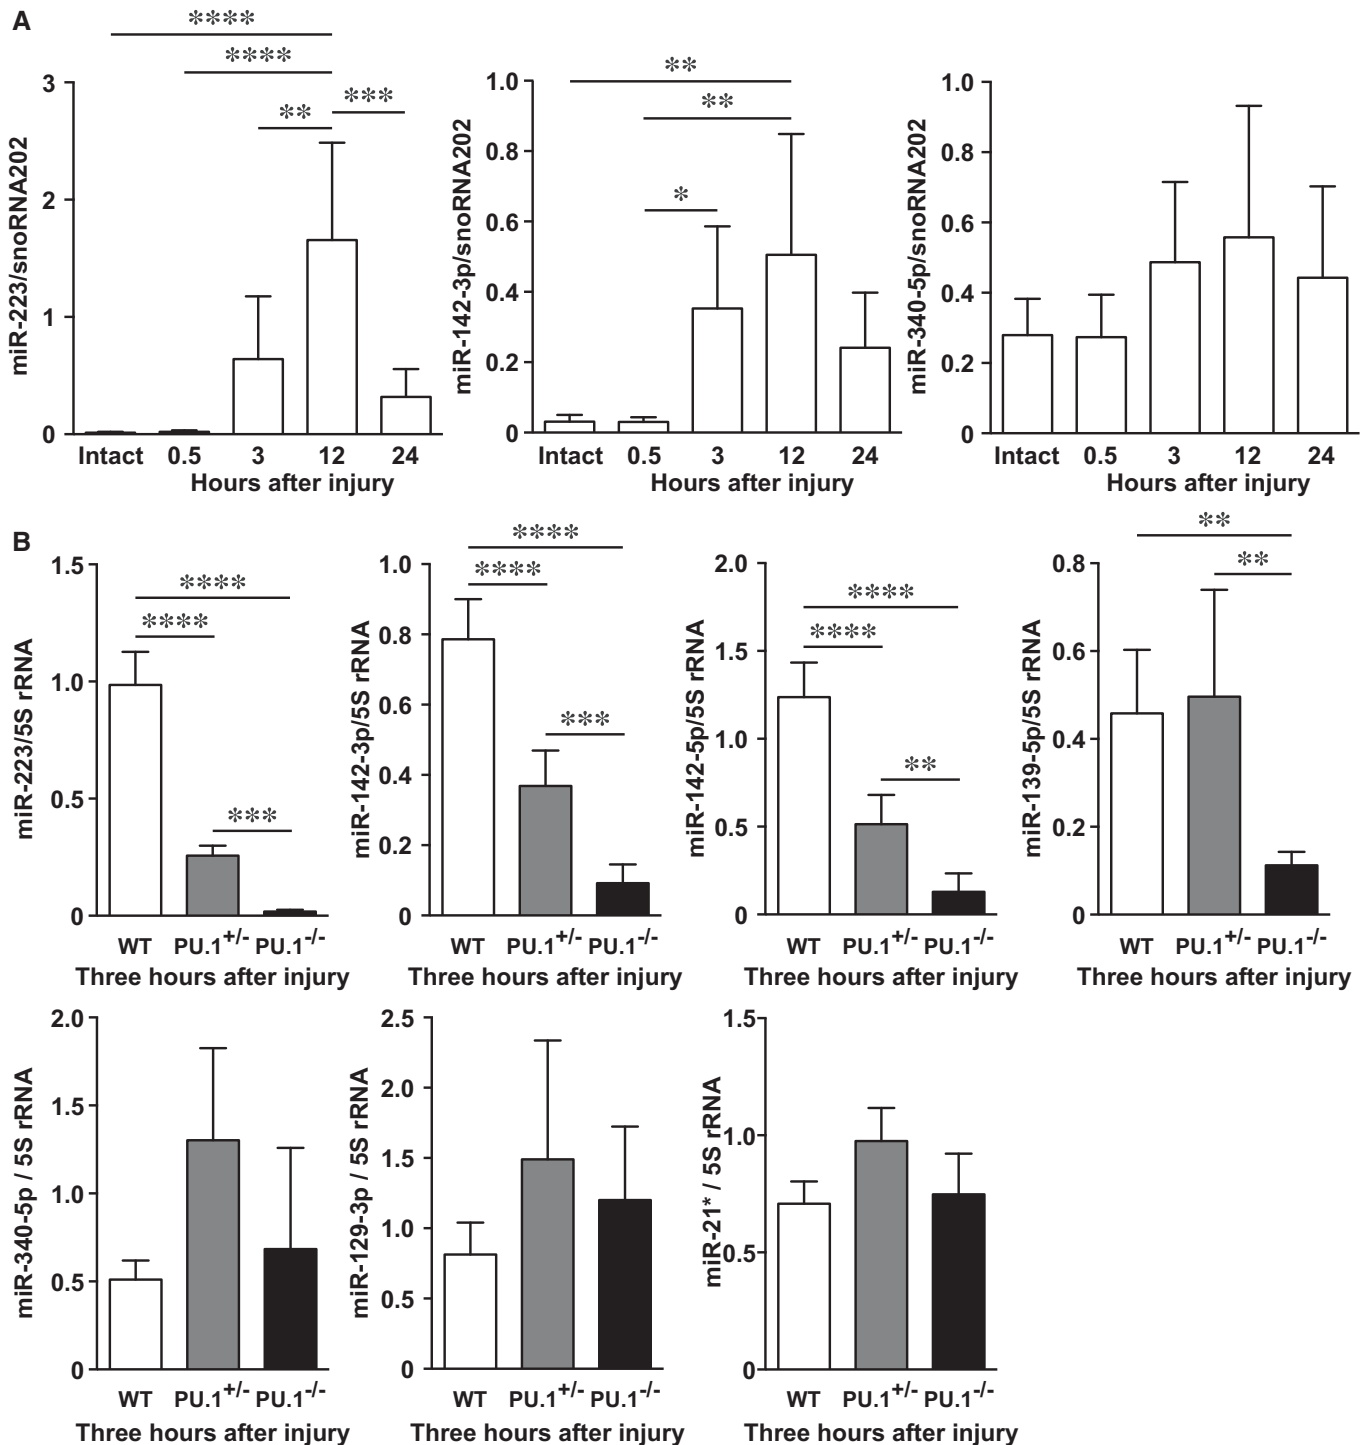 A
****
****
**
***
miR-223/snoRNA202
3
2
1
0
Intact 0.5 3 12 24
Hours after injury
**
**
*
miR-142-3p/snoRNA202
1.0
0.8
0.6
0.4
0.2
0
Intact 0.5 3 12 24
Hours after injury
miR-340-5p/snoRNA202
1.0
0.8
0.6
0.4
0.2
0
Intact 0.5 3 12 24
Hours after injury
B
****
****
***
miR-223/5S rRNA
1.5
1.0
0.5
0
WT PU.1+/- PU.1-/-
Three hours after injury
****
****
***
miR-142-3p/5S rRNA
1.0
0.8
0.6
0.4
0.2
0
WT PU.1+/- PU.1-/-
Three hours after injury
****
****
**
miR-142-5p/5S rRNA
2.0
1.5
1.0
0.5
0
WT PU.1+/- PU.1-/-
Three hours after injury
**
**
miR-139-5p/5S rRNA
0.8
0.6
0.4
0.2
0
WT PU.1+/- PU.1-/-
Three hours after injury
miR-340-5p / 5S rRNA
2.0
1.5
1.0
0.5
0
WT PU.1+/- PU.1-/-
Three hours after injury
miR-129-3p / 5S rRNA
2.5
2.0
1.5
1.0
0.5
0
WT PU.1+/- PU.1-/-
Three hours after injury
miR-21* / 5S rRNA
1.5
1.0
0.5
0
WT PU.1+/- PU.1-/-
Three hours after injury